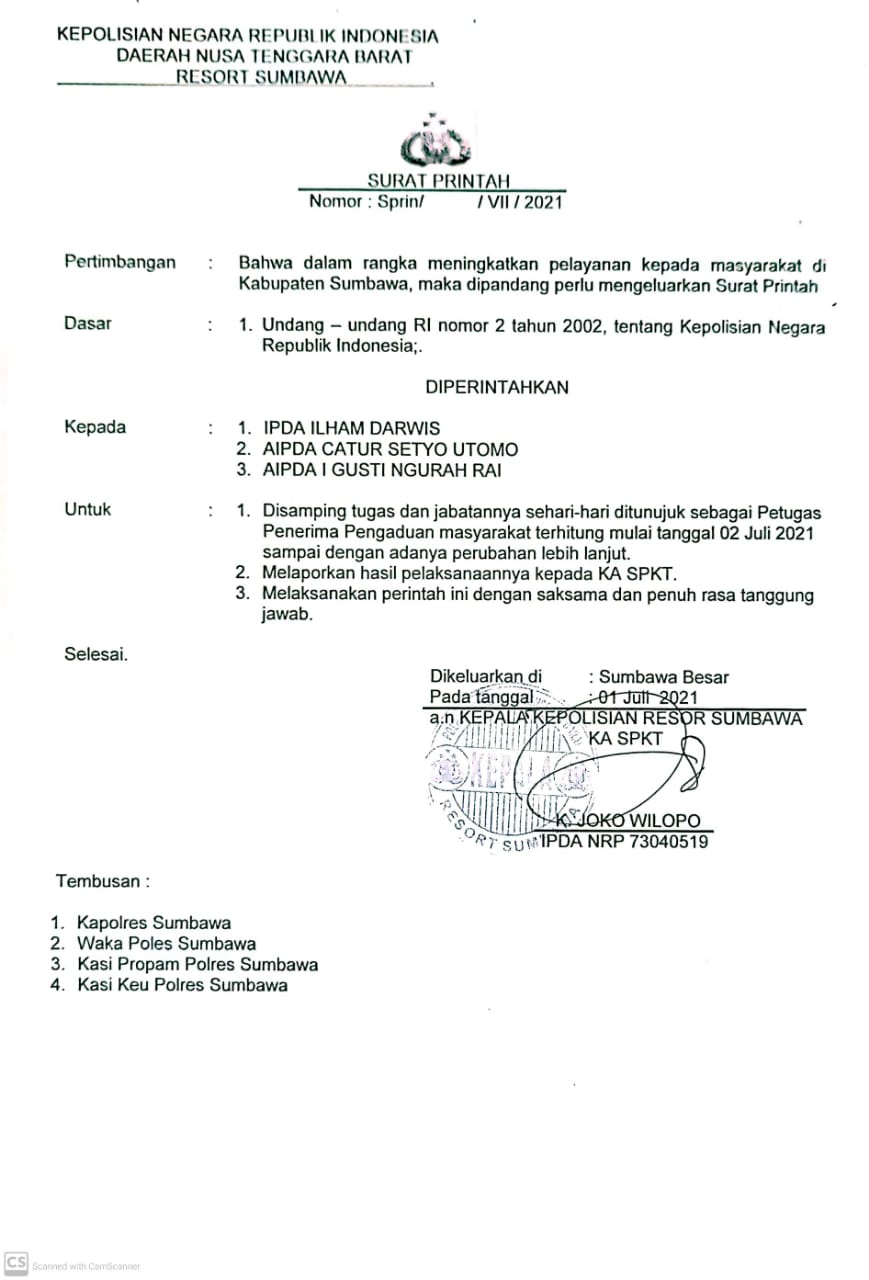 KEPOLISIAN NEGARA REPUBLIK INDONESIA
DAERAH NUSA TENGGARA BARAT
RESORT SUMBAWA
SURAT PRINTAH
Nomor : Sprin/ / VII / 2021
Pertimbangan : Bahwa dalam rangka meningkatkan pelayanan kepada masyarakat di
Kabupaten Sumbawa, maka dipandang perlu mengeluarkan Surat Printah
Dasar : 1. Undang – undang RI nomor 2 tahun 2002, tentang Kepolisian Negara
Republik Indonesia;.
DIPERINTAHKAN
Kepada : 1. IPDA ILHAM DARWIS
2. AIPDA CATUR SETYO UTOMO
3. AIPDA I GUSTI NGURAH RAI
Untuk : 1. Disamping tugas dan jabatannya sehari-hari ditunujuk sebagai Petugas
Penerima Pengaduan masyarakat terhitung mulai tanggal 02 Juli 2021
sampai dengan adanya perubahan lebih lanjut.
2. Melaporkan hasil pelaksanaannya kepada KA SPKT.
3. Melaksanakan perintah ini dengan saksama dan penuh rasa tanggung
jawab.
Selesai.
Dikeluarkan di : Sumbawa Besar
Pada tanggal : 01 Juli 2021
a.n KEPALA KEPOLISIAN RESOR SUMBAWA
KA SPKT
KEPALA
RESORT SUM
K. JOKO WILOPO
IPDA NRP 73040519
Tembusan :
1. Kapolres Sumbawa
2. Waka Poles Sumbawa
3. Kasi Propam Polres Sumbawa
4. Kasi Keu Polres Sumbawa
CS Scanned with CamScanner